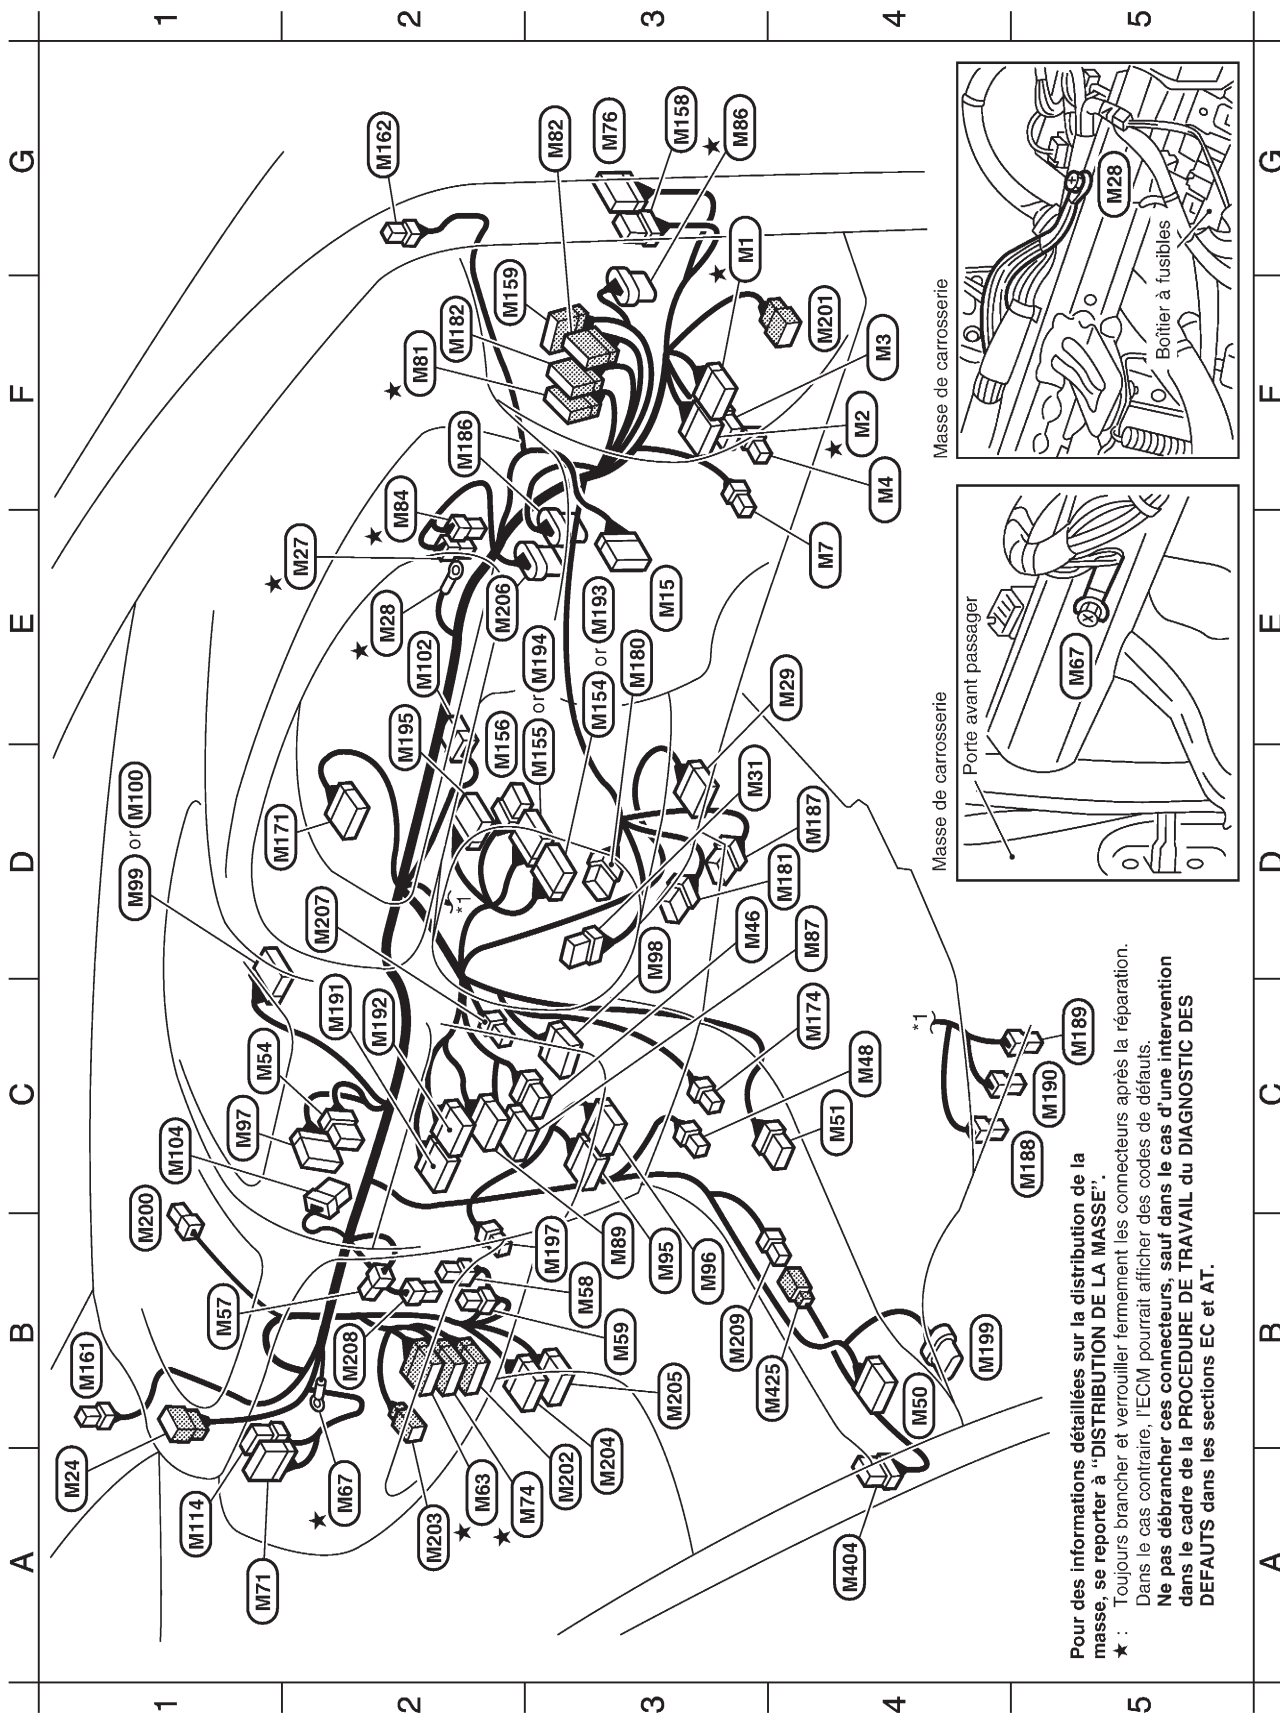 A
B
C
D
E
F
G
1
2
3
4
5
M161
M24
M114
M71
★ M67
M200
M104
M97
M54
M99 or M100
M57
M208
M191
M192
M207
M171
M195
M102
★ M28
★ M27
★ M84
M186
★ M81
M182
M159
M82
M162
M76
M158
★ M86
★ M1
M201
M3
★ M2
M4
M7
M15
M206
M156
M155 or M194
M154 or M193
M180
M29
M31
M187
M181
M46
M98
M87
M174
M48
M51
*1
M197
M89
M95
M96
M58
M59
M209
M425
M205
M204
M202
★ M74
★ M63
M203
M50
M199
M404
*1
M188
M190
M189
Masse de carrosserie
Porte avant passager
M67
Masse de carrosserie
M28
Boîtier à fusibles
Pour des informations détaillées sur la distribution de la
masse, se reporter à “DISTRIBUTION DE LA MASSE”.
★ : Toujours brancher et verrouiller fermement les connecteurs après la réparation.
Dans le cas contraire, l'ECM pourrait afficher des codes de défauts.
Ne pas débrancher ces connecteurs, sauf dans le cas d'une intervention
dans le cadre de la PROCEDURE DE TRAVAIL du DIAGNOSTIC DES
DEFAUTS dans les sections EC et AT.
A
B
C
D
E
F
G
1
2
3
4
5